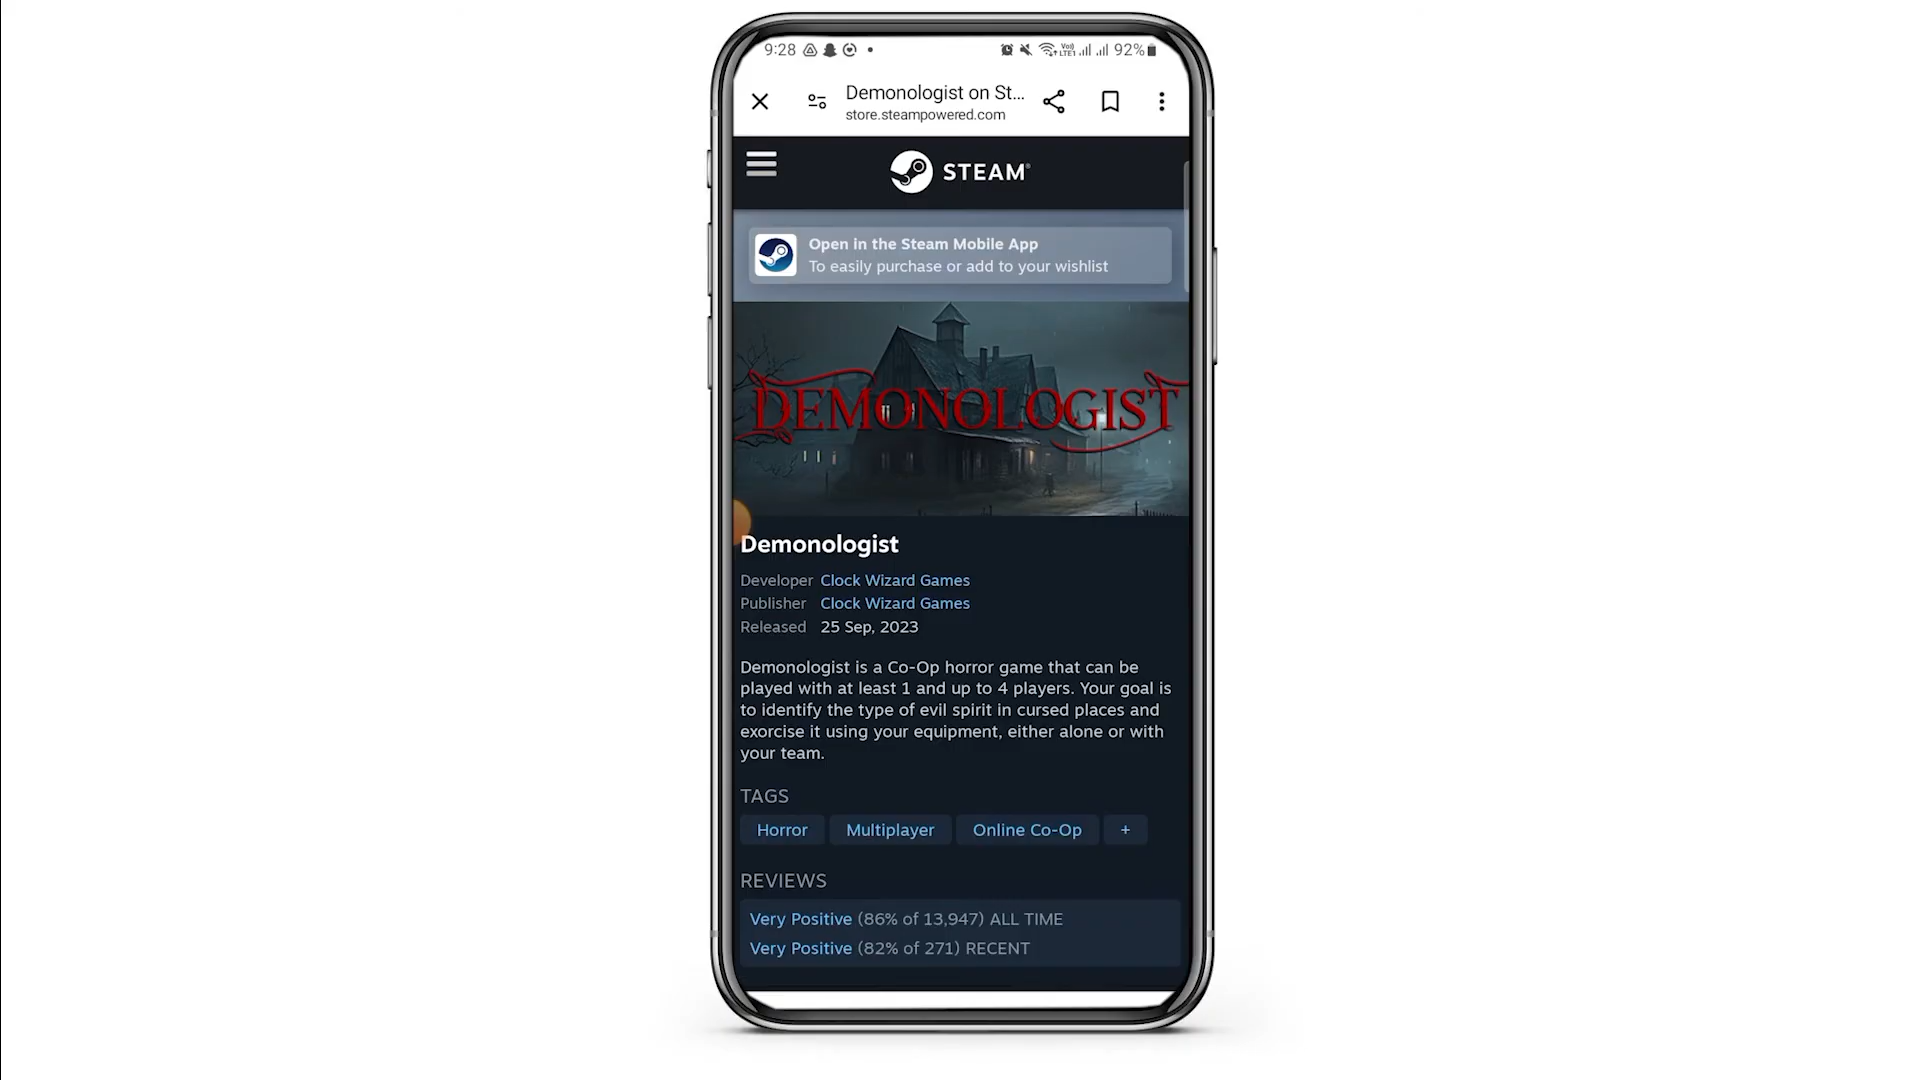 9:28
Vo)) LTE1 92%
Demonologist on St...
store.steampowered.com
STEAM®
Open in the Steam Mobile App
To easily purchase or add to your wishlist
DEMONOLOGIST
Demonologist
Developer Clock Wizard Games
Publisher Clock Wizard Games
Released 25 Sep, 2023
Demonologist is a Co-Op horror game that can be
played with at least 1 and up to 4 players. Your goal is
to identify the type of evil spirit in cursed places and
exorcise it using your equipment, either alone or with
your team.
TAGS
Horror Multiplayer Online Co-Op +
REVIEWS
Very Positive (86% of 13,947) ALL TIME
Very Positive (82% of 271) RECENT